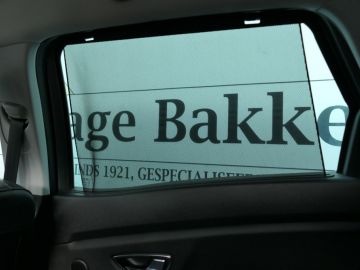 age Bakke
INDS 1921, GESPECIALISEE